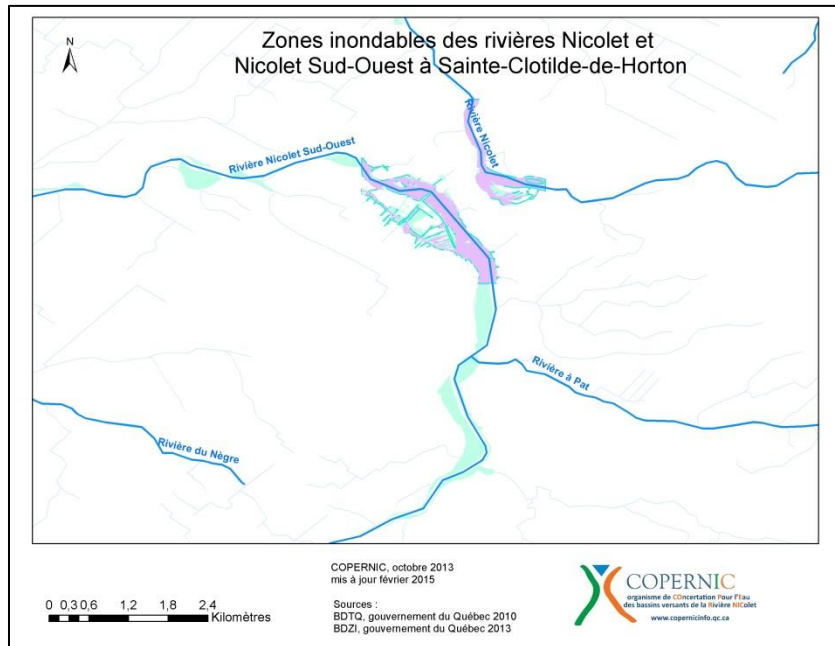 Zones inondables des rivières Nicolet et
Nicolet Sud-Ouest à Sainte-Clotilde-de-Horton
N
Rivière Nicolet
Rivière Nicolet Sud-Ouest
Rivière à Pat
Rivière du Nègre
COPERNIC, octobre 2013
mis à jour février 2015
Sources :
BDTQ, gouvernement du Québec 2010
BDZI, gouvernement du Québec 2013
0 0,3 0,6 1,2 1,8 2,4
Kilomètres
COPERNIC
organisme de COncertation Pour l'Eau
des bassins versants de la Rivière NIColet
www.copernicinfo.qc.ca